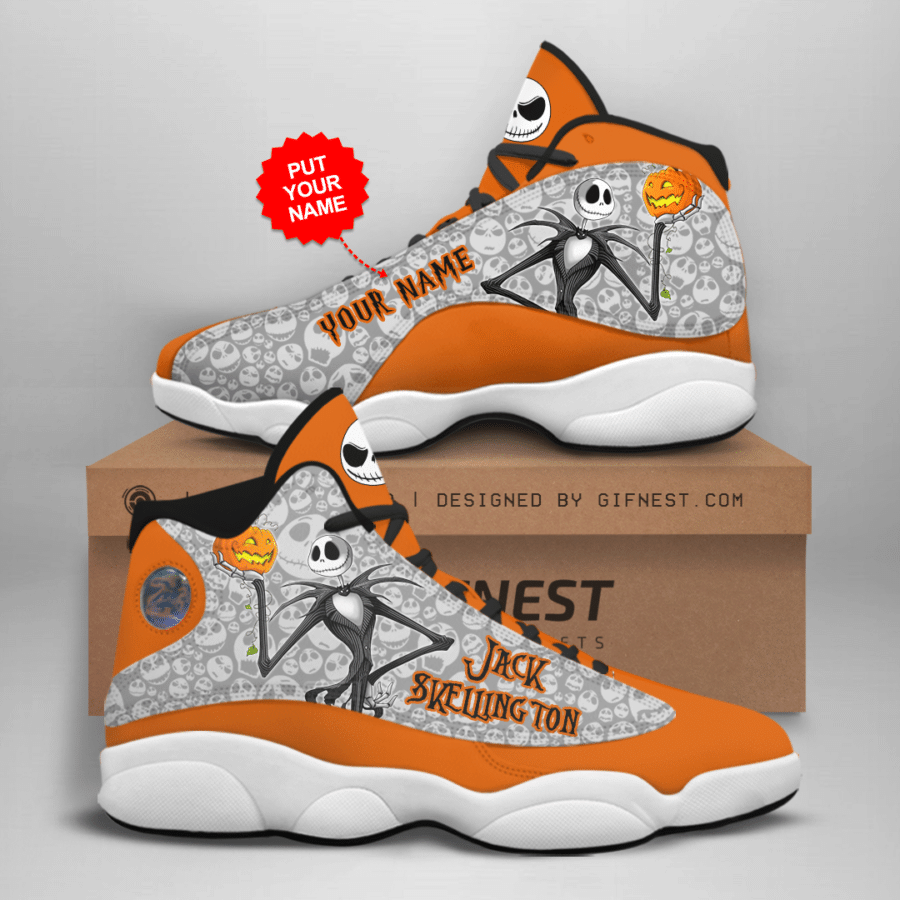 PUT
YOUR
NAME
YOUR NAME
| DESIGNED BY GIFNEST.COM
NEST
JACK
SKELLINGTON